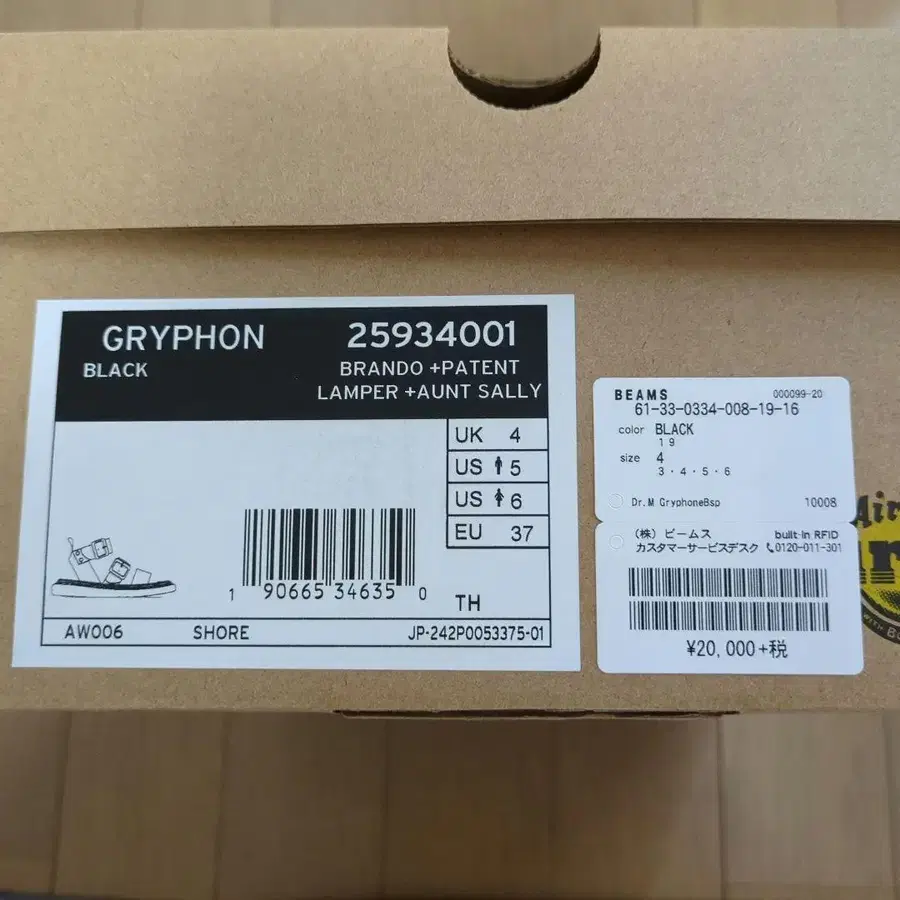 GRYPHON 25934001
BLACK BRANDO +PATENT
LAMPER +AUNT SALLY
UK 4
US 5
US 6
EU 37
1 90665 34635 0
TH
AW006 SHORE JP-242P0053375-01
BEAMS 000099-20
61-33-0334-008-19-16
color BLACK
19
size 4
3・4・5・6
Dr.M GryphoneBsp 10008
(株)ビームス built-in RFID
カスタマーサービスデスク 0120-011-301
¥20,000+税
Air